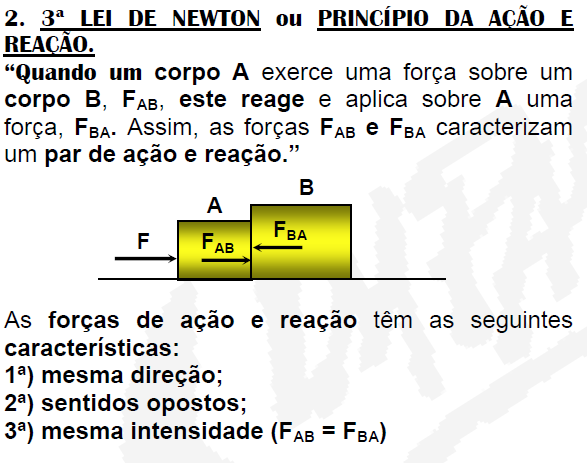 2. 3ª LEI DE NEWTON ou PRINCÍPIO DA AÇÃO E
REAÇÃO.
“Quando um corpo A exerce uma força sobre um
corpo B, FAB, este reage e aplica sobre A uma
força, FBA. Assim, as forças FAB e FBA caracterizam
um par de ação e reação.”
B
A
F
FAB
FBA
As forças de ação e reação têm as seguintes
características:
1ª) mesma direção;
2ª) sentidos opostos;
3ª) mesma intensidade (FAB = FBA)